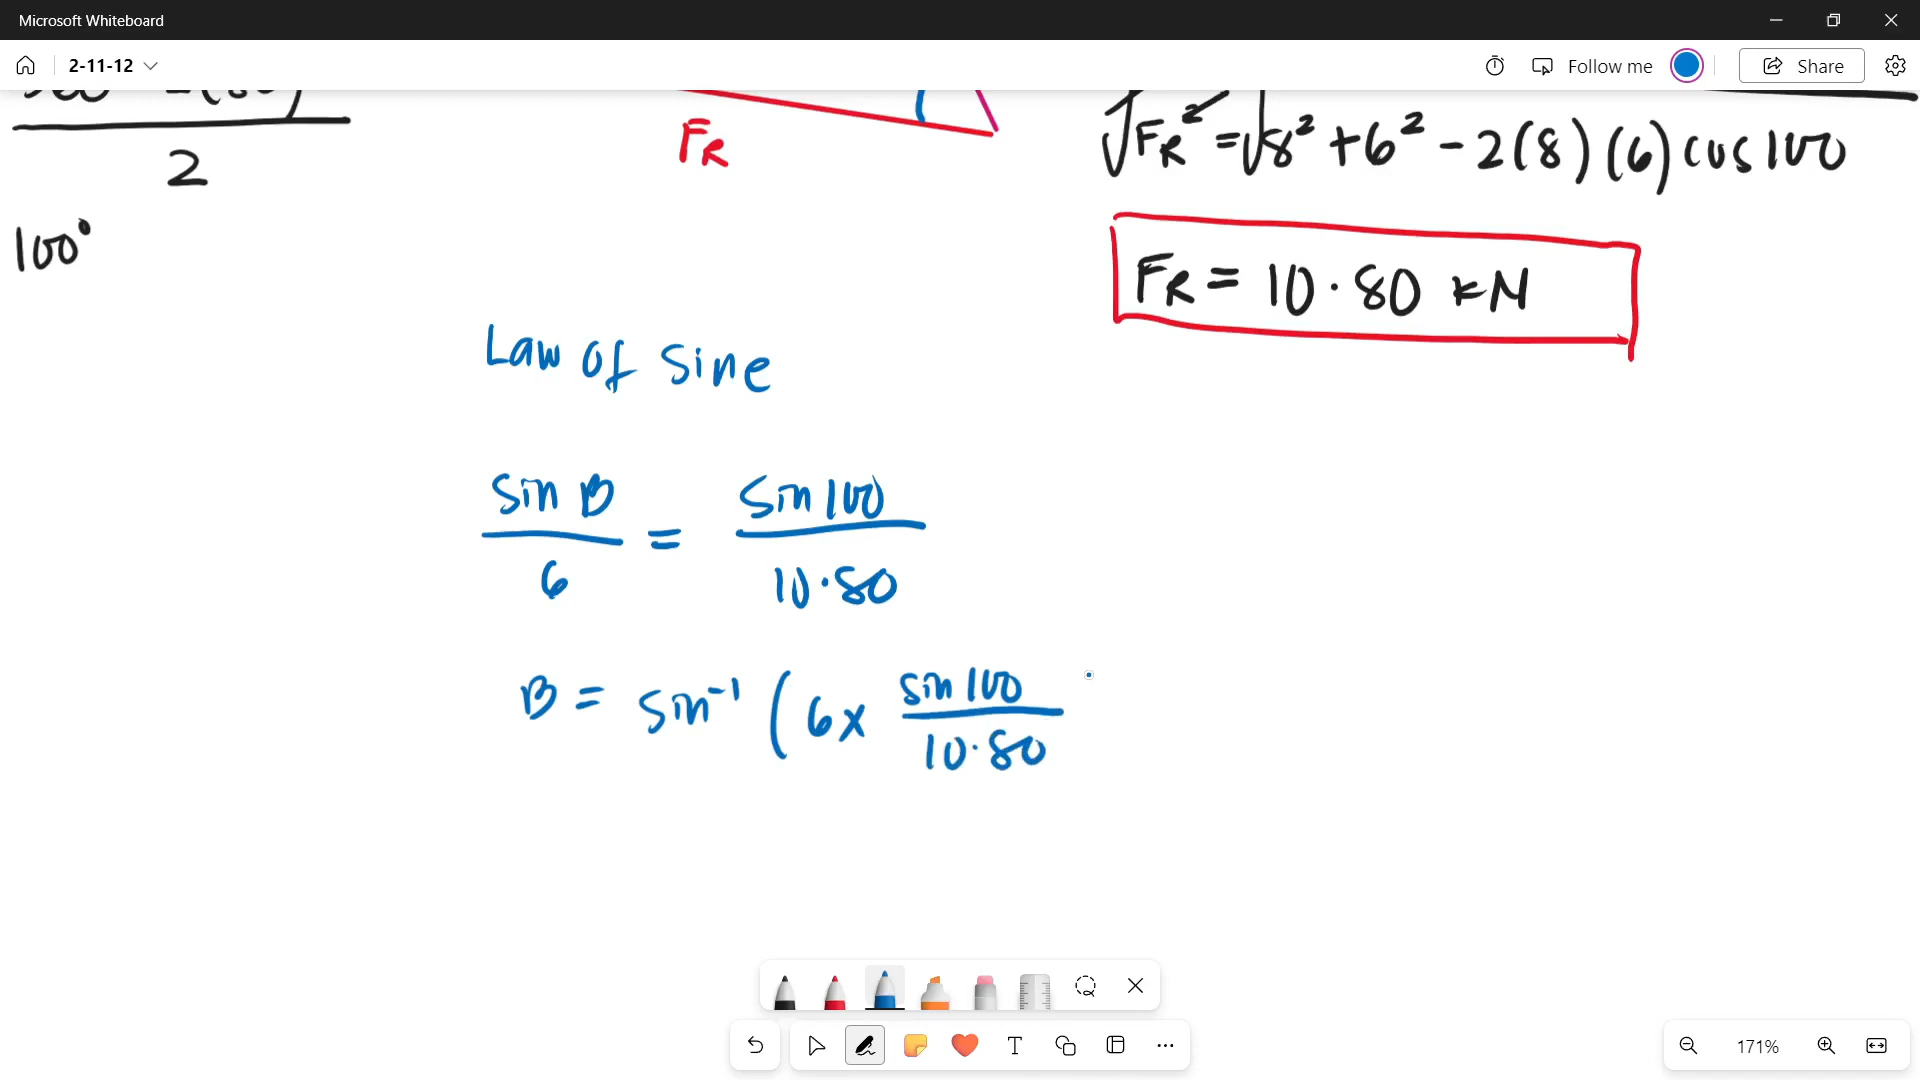 Microsoft Whiteboard
2-11-12
Follow me
Share
2
100°
FR
√FR² = √8² + 6² - 2(8)(6) cos 100
FR = 10.80 kN
Law of Sine
sin B / 6 = sin 100 / 10.80
B = sin⁻¹ ( 6 x sin 100 / 10.80
171%